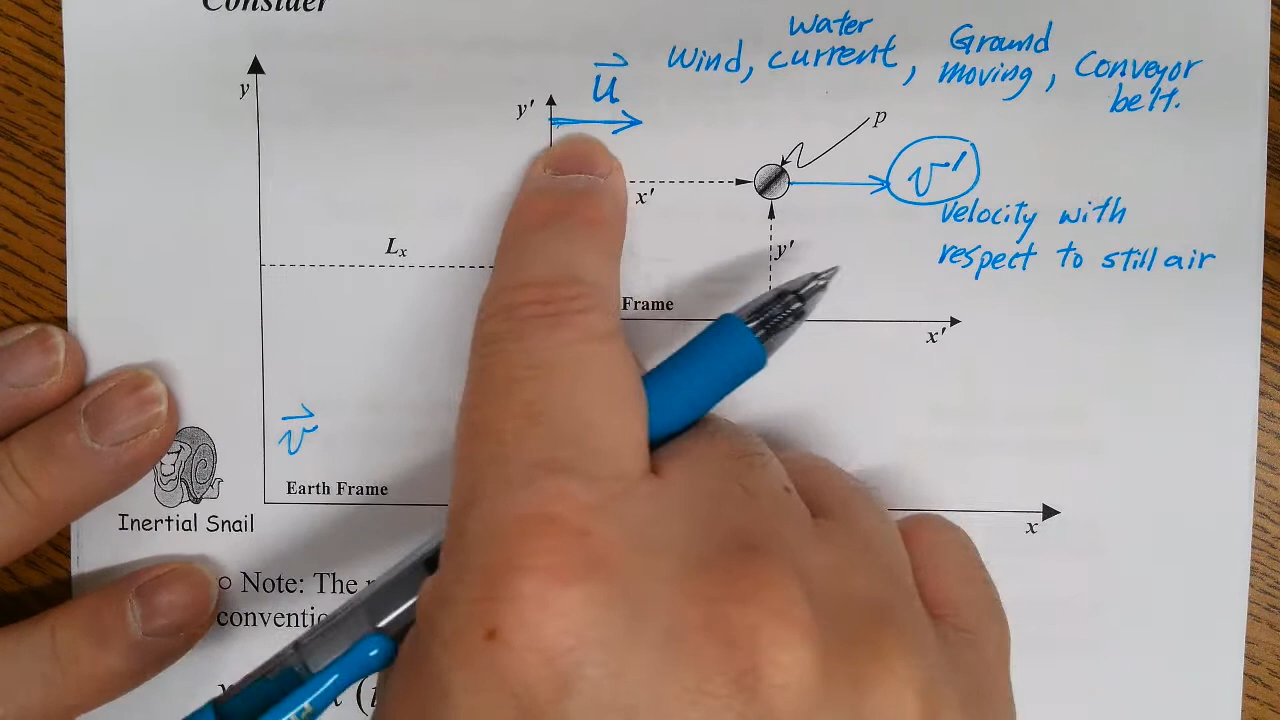 Consider
Wind, water current, Ground moving, Conveyor belt.
u
y
y'
p
v'
x'
Velocity with
respect to still air
Lx
y'
Frame
x'
v
Earth Frame
x
Inertial Snail
○ Note: The